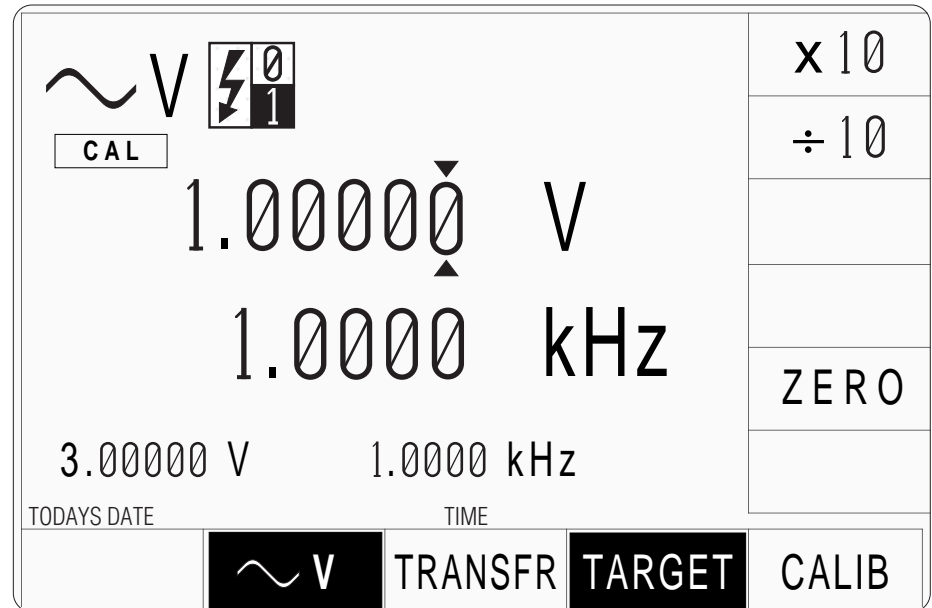 ∼ V 0
1
x10
÷10
CAL
1.00000 V
1.0000 kHz
ZERO
3.00000 V 1.0000 kHz
TODAYS DATE TIME
∼ V TRANSFR TARGET CALIB